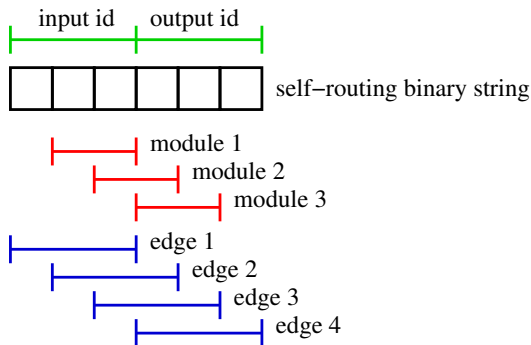 input id output id
self−routing binary string
module 1
module 2
module 3
edge 1
edge 2
edge 3
edge 4